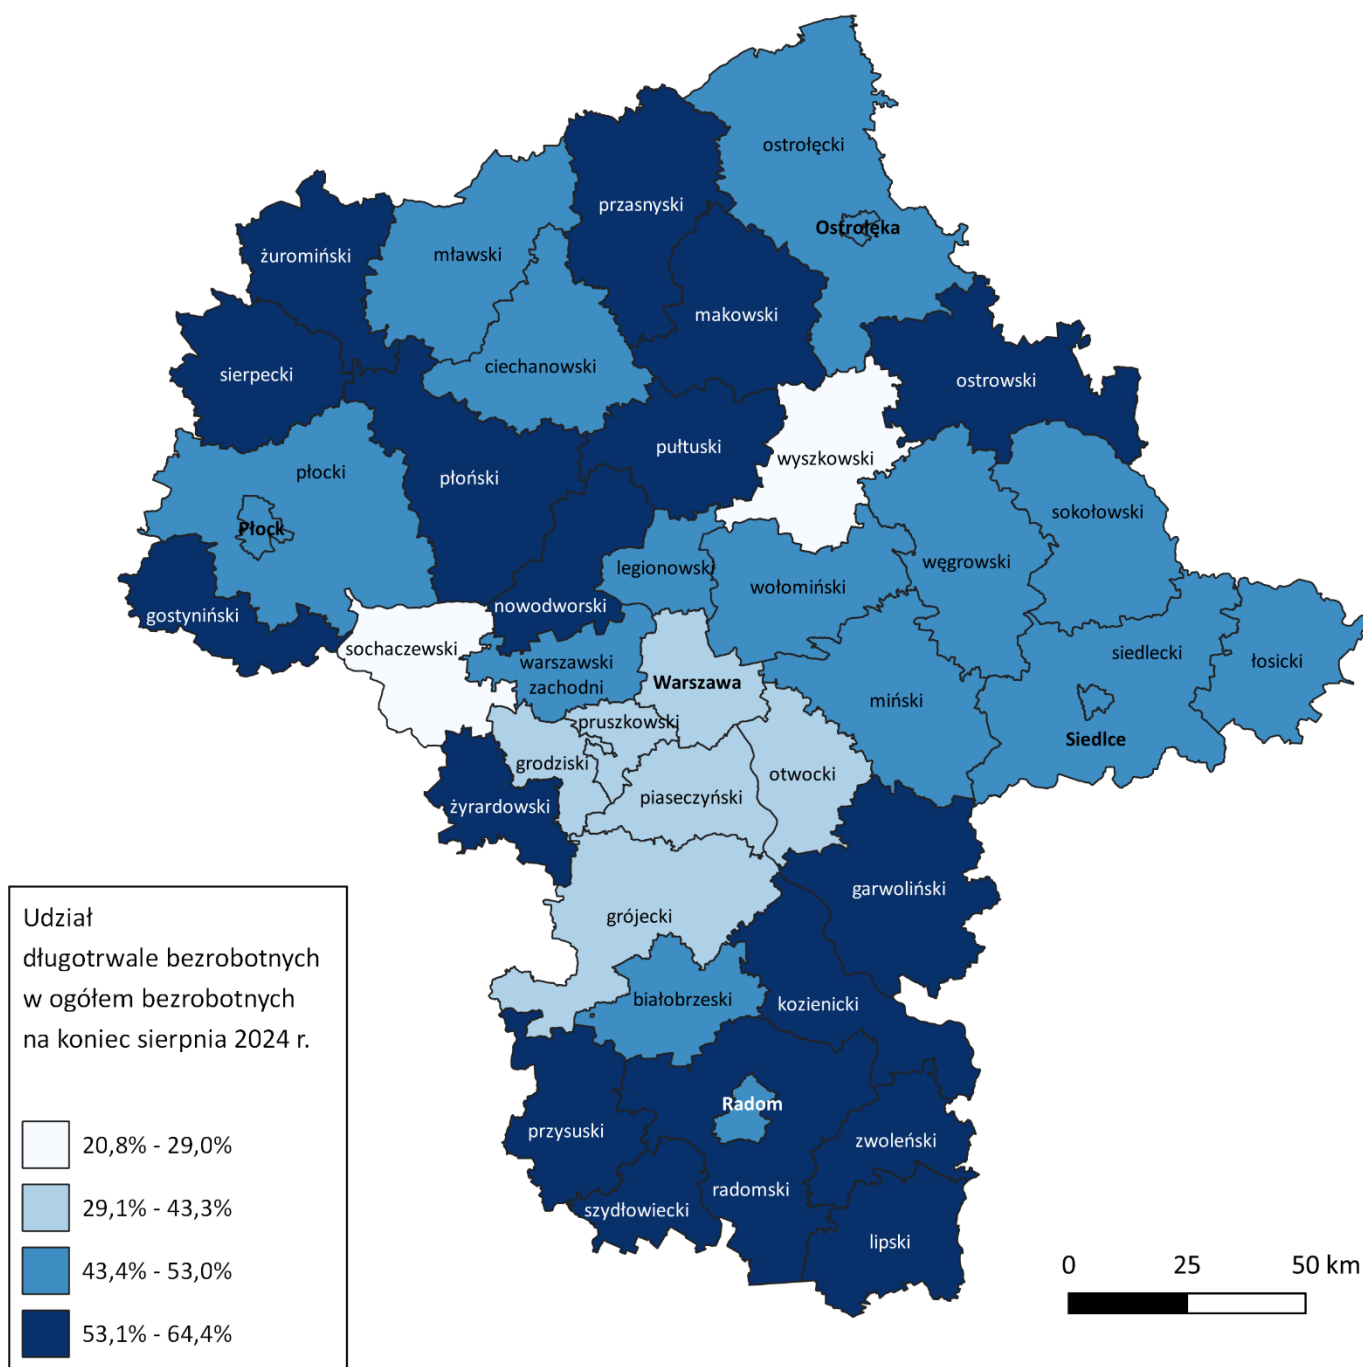 ostrołęcki
przasnyski
Ostrołęka
żuromiński
mławski
makowski
ciechanowski
sierpecki
ostrowski
pułtuski
wyszkowski
płocki
płoński
sokołowski
Płock
węgrowski
legionowski
wołomiński
nowodworski
gostyniński
sochaczewski
siedlecki
łosicki
warszawski
zachodni
Warszawa
miński
pruszkowski
Siedlce
grodziski
otwocki
piaseczyński
żyrardowski
garwoliński
grójecki
białobrzeski
kozienicki
Radom
przysuski
zwoleński
radomski
szydłowiecki
lipski
Udział
długotrwale bezrobotnych
w ogółem bezrobotnych
na koniec sierpnia 2024 r.
20,8% - 29,0%
29,1% - 43,3%
43,4% - 53,0%
53,1% - 64,4%
0 25 50 km